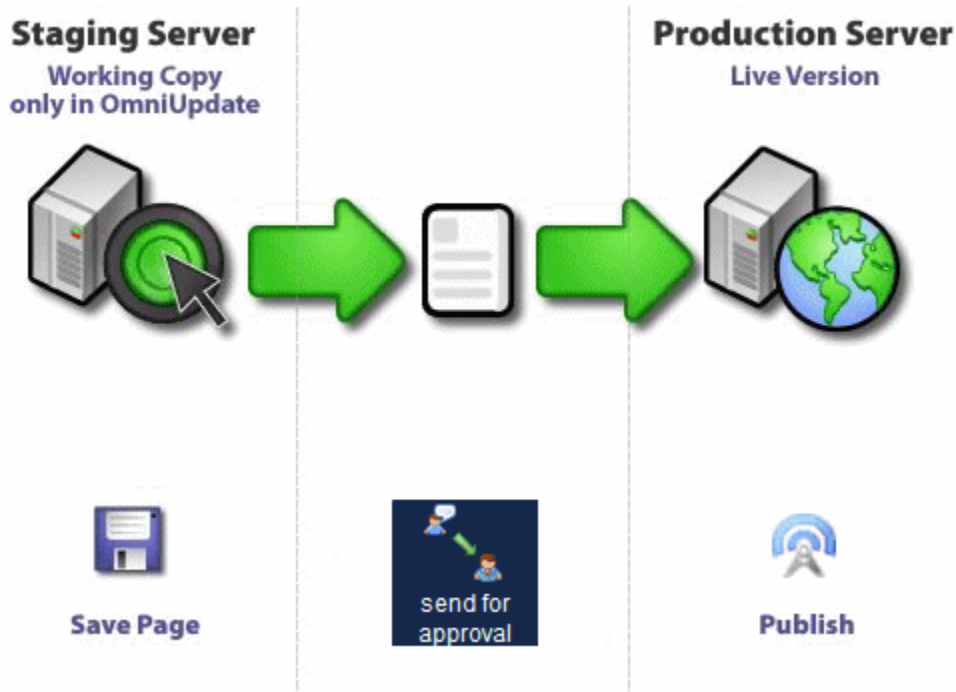 Staging Server
Working Copy
only in OmniUpdate
Production Server
Live Version
Save Page
send for
approval
Publish